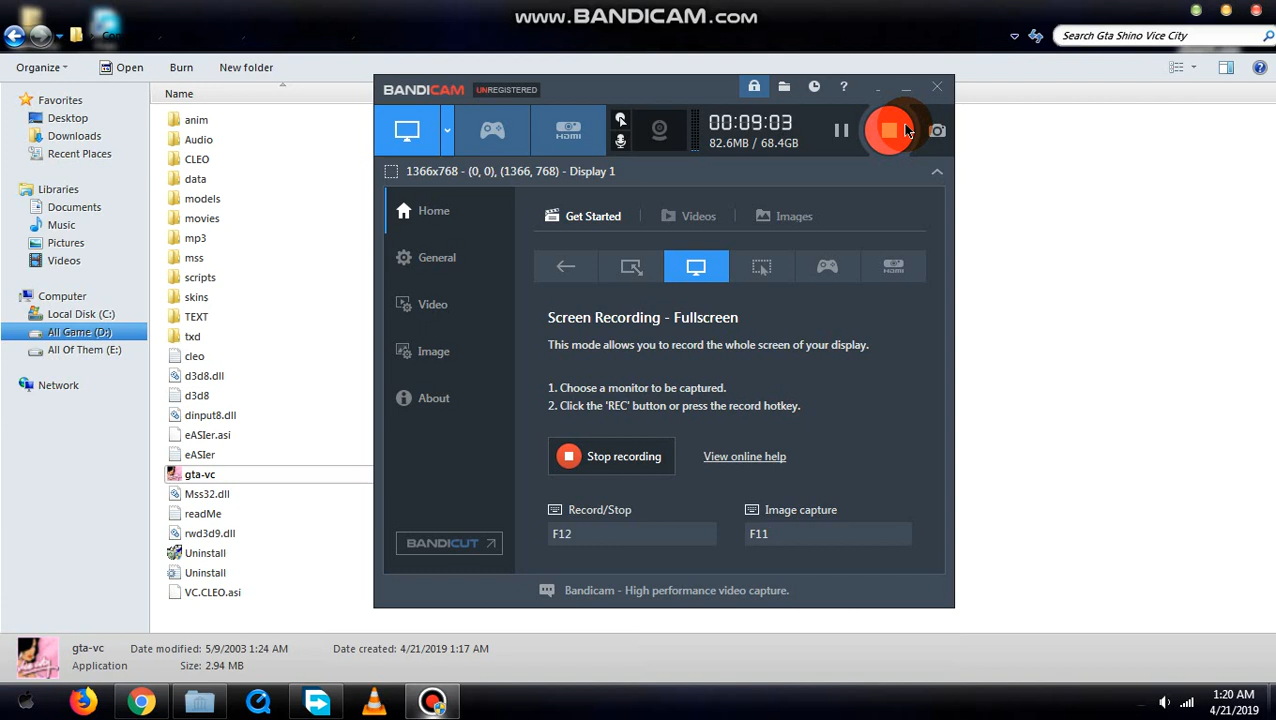 www.BANDICAM.com
Search Gta Shino Vice City
Organize
Open
Burn
New folder
Favorites
Desktop
Downloads
Recent Places
Libraries
Documents
Music
Pictures
Videos
Computer
Local Disk (C:)
All Game (D:)
All Of Them (E:)
Network
Name
anim
Audio
CLEO
data
models
movies
mp3
mss
scripts
skins
TEXT
txd
cleo
d3d8.dll
d3d8
dinput8.dll
eASIer.asi
eASIer
gta-vc
Mss32.dll
readMe
rwd3d9.dll
Uninstall
Uninstall
VC.CLEO.asi
BANDICAM UNREGISTERED
HDMI
00:09:03
82.6MB / 68.4GB
1366x768 - (0, 0), (1366, 768) - Display 1
Home
General
Video
Image
About
BANDICUT
Get Started
Videos
Images
HDMI
Screen Recording - Fullscreen
This mode allows you to record the whole screen of your display.
1. Choose a monitor to be captured.
2. Click the 'REC' button or press the record hotkey.
Stop recording
View online help
Record/Stop
F12
Image capture
F11
Bandicam - High performance video capture.
gta-vc Date modified: 5/9/2003 1:24 AM Date created: 4/21/2019 1:17 AM
Application Size: 2.94 MB
1:20 AM
4/21/2019